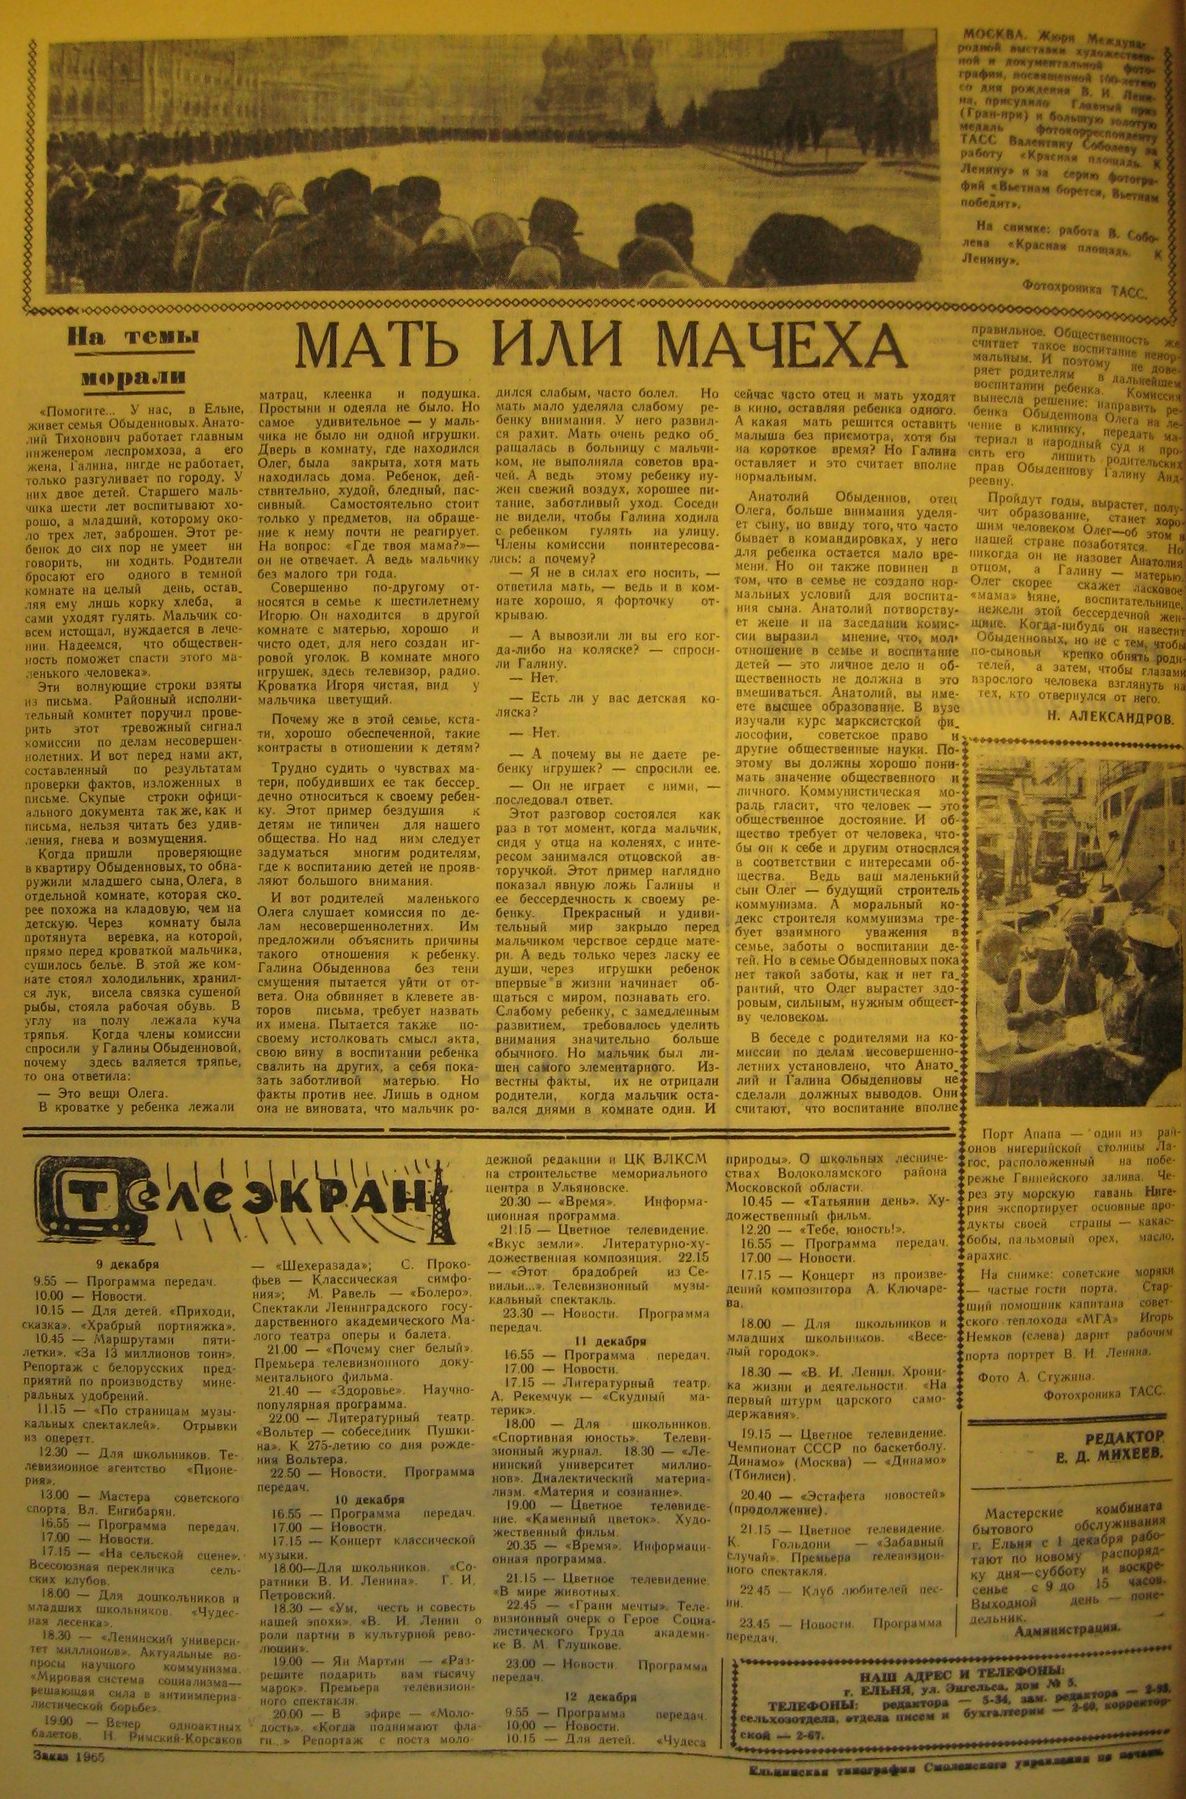 МОСКВА. Жюри Междуна-
родной выставки художествен-
ной и документальной фото-
графии, посвященной 100-летию
со дня рождения В. И. Лени-
на, присудило Главный приз
(Гран-при) и большую золотую
медаль фотокорреспонденту
ТАСС Валентину Соболеву за
работу «Красная площадь. К
Ленину» и за серию фотогра-
фий «Вьетнам борется, Вьетнам
победит».
На снимке: работа В. Собо-
лева «Красная площадь. К
Ленину».
Фотохроника ТАСС.
На темы
морали
МАТЬ ИЛИ МАЧЕХА
«Помогите... У нас, в Ельне,
живет семья Обыденновых. Анато-
лий Тихонович работает главным
инженером леспромхоза, а его
жена, Галина, нигде не работает,
только разгуливает по городу. У
них двое детей. Старшего маль-
чика шести лет воспитывают хо-
рошо, а младший, которому око-
ло трех лет, заброшен. Этот ре-
бенок до сих пор не умеет ни
говорить, ни ходить. Родители
бросают его одного в темной
комнате на целый день, остав-
ляя ему лишь корку хлеба, а
сами уходят гулять. Мальчик со-
всем истощал, нуждается в лече-
нии. Надеемся, что обществен-
ность поможет спасти этого ма-
ленького человека».
Эти волнующие строки взяты
из письма. Районный исполни-
тельный комитет поручил прове-
рить этот тревожный сигнал
комиссии по делам несовершен-
нолетних. И вот перед нами акт,
составленный по результатам
проверки фактов, изложенных в
письме. Скупые строки офици-
ального документа так же, как и
письма, нельзя читать без удив-
ления, гнева и возмущения.
Когда пришли проверяющие
в квартиру Обыденновых, то обна-
ружили младшего сына, Олега, в
отдельной комнате, которая ско-
рее похожа на кладовую, чем на
детскую. Через комнату была
протянута веревка, на которой,
прямо перед кроваткой мальчика,
сушилось белье. В этой же ком-
нате стоял холодильник, хранил-
ся лук, висела связка сушеной
рыбы, стояла рабочая обувь. В
углу на полу лежала куча
тряпья. Когда члены комиссии
спросили у Галины Обыденновой,
почему здесь валяется тряпье,
то она ответила:
— Это вещи Олега.
В кроватке у ребенка лежали
матрац, клеенка и подушка.
Простыни и одеяла не было. Но
самое удивительное — у маль-
чика не было ни одной игрушки.
Дверь в комнату, где находился
Олег, была закрыта, хотя мать
находилась дома. Ребенок, дей-
ствительно, худой, бледный, пас-
сивный. Самостоятельно стоит
только у предметов, на обраще-
ние к нему почти не реагирует.
На вопрос: «Где твоя мама?»—
он не отвечает. А ведь мальчику
без малого три года.
Совершенно по-другому от-
носятся в семье к шестилетнему
Игорю. Он находится в другой
комнате с матерью, хорошо и
чисто одет, для него создан иг-
ровой уголок. В комнате много
игрушек, здесь телевизор, радио.
Кроватка Игоря чистая, вид у
мальчика цветущий.
Почему же в этой семье, кста-
ти, хорошо обеспеченной, такие
контрасты в отношении к детям?
Трудно судить о чувствах ма-
тери, побудивших ее так бессер-
дечно относиться к своему ребен-
ку. Этот пример бездушия к
детям не типичен для нашего
общества. Но над ним следует
задуматься многим родителям,
где к воспитанию детей не прояв-
ляют большого внимания.
И вот родителей маленького
Олега слушает комиссия по де-
лам несовершеннолетних. Им
предложили объяснить причины
такого отношения к ребенку.
Галина Обыденнова без тени
смущения пытается уйти от от-
вета. Она обвиняет в клевете ав-
торов письма, требует назвать
их имена. Пытается также по-
своему истолковать смысл акта,
свою вину в воспитании ребенка
свалить на других, а себя пока-
зать заботливой матерью. Но
факты против нее. Лишь в одном
она не виновата, что мальчик ро-
дился слабым, часто болел. Но
мать мало уделяла слабому ре-
бенку внимания. У него развил-
ся рахит. Мать очень редко об-
ращалась в больницу с мальчи-
ком, не выполняла советов вра-
чей. А ведь этому ребенку ну-
жен свежий воздух, хорошее пи-
тание, заботливый уход. Соседи
не видели, чтобы Галина ходила
с ребенком гулять на улицу.
Члены комиссии поинтересова-
лись: а почему?
— Я не в силах его носить, —
ответила мать, — ведь и в ком-
нате хорошо, я форточку от-
крываю.
— А вывозили ли вы его ког-
да-либо на коляске? — спроси-
ли Галину.
— Нет.
— Есть ли у вас детская ко-
ляска?
— Нет.
— А почему вы не даете ре-
бенку игрушек? — спросили ее.
— Он не играет с ними, —
последовал ответ.
Этот разговор состоялся как
раз в тот момент, когда мальчик,
сидя у отца на коленях, с инте-
ресом занимался отцовской ав-
торучкой. Этот пример наглядно
показал явную ложь Галины и
ее бессердечность к своему ре-
бенку. Прекрасный и удиви-
тельный мир закрыло перед
мальчиком черствое сердце мате-
ри. А ведь только через ласку ее
души, через игрушки ребенок
впервые в жизни начинает об-
щаться с миром, познавать его.
Слабому ребенку, с замедленным
развитием, требовалось уделить
внимания значительно больше
обычного. Но мальчик был ли-
шен самого элементарного. Из-
вестны факты, их не отрицали
родители, когда мальчик оста-
вался днями в комнате один. И
сейчас часто отец и мать уходят
в кино, оставляя ребенка одного.
А какая мать решится оставить
малыша без присмотра, хотя бы
на короткое время? Но Галина
оставляет и это считает вполне
нормальным.
Анатолий Обыденнов, отец
Олега, больше внимания уделя-
ет сыну, но ввиду того, что часто
бывает в командировках, у него
для ребенка остается мало вре-
мени. Но он также повинен в
том, что в семье не создано нор-
мальных условий для воспита-
ния сына. Анатолий потворству-
ет жене и на заседании комис-
сии выразил мнение, что, мол,
отношение в семье и воспитание
детей — это личное дело и об-
щественность не должна в это
вмешиваться. Анатолий, вы име-
ете высшее образование. В вузе
изучали курс марксистской фи-
лософии, советское право и
другие общественные науки. По-
этому вы должны хорошо пони-
мать значение общественного и
личного. Коммунистическая мо-
раль гласит, что человек — это
общественное достояние. И об-
щество требует от человека, что-
бы он к себе и другим относился
в соответствии с интересами об-
щества. Ведь ваш маленький
сын Олег — будущий строитель
коммунизма. А моральный ко-
декс строителя коммунизма тре-
бует взаимного уважения в
семье, заботы о воспитании де-
тей. Но в семье Обыденновых пока
нет такой заботы, как и нет га-
рантий, что Олег вырастет здо-
ровым, сильным, нужным общест-
ву человеком.
В беседе с родителями на ко-
миссии по делам несовершенно-
летних установлено, что Анато-
лий и Галина Обыденновы не
сделали должных выводов. Они
считают, что воспитание вполне
правильное. Общественность же
считает такое воспитание ненор-
мальным. И поэтому не дове-
ряет родителям в дальнейшем
воспитании ребенка. Комиссия
вынесла решение: направить ре-
бенка Обыденнова Олега на ле-
чение в клинику, передать ма-
териал в народный суд и про-
сить его лишить родительских
прав Обыденнову Галину Анд-
реевну.
Пройдут годы, вырастет, полу-
чит образование, станет хоро-
шим человеком Олег—об этом в
нашей стране позаботятся. Но
никогда он не назовет Анатолия
отцом, а Галину — матерью.
Олег скорее скажет ласковое
«мама» няне, воспитательнице,
нежели этой бессердечной жен-
щине. Когда-нибудь он навестит
Обыденновых, но не с тем, чтобы
по-сыновьи крепко обнять роди-
телей, а затем, чтобы глазами
взрослого человека взглянуть на
тех, кто отвернулся от него.
Н. АЛЕКСАНДРОВ.
Порт Апапа — один из рай-
онов нигерийской столицы Ла-
гос, расположенный на побе-
режье Гвинейского залива. Че-
рез эту морскую гавань Ниге-
рия экспортирует основные про-
дукты своей страны — какао-
бобы, пальмовый орех, масло,
арахис.
На снимке: советские моряки
— частые гости порта. Стар-
ший помощник капитана совет-
ского теплохода «МГА» Игорь
Немков (слева) дарит рабочим
порта портрет В. И. Ленина.
Фото А. Стужина.
Фотохроника ТАСС.
РЕДАКТОР
Е. Д. МИХЕЕВ.
Мастерские комбината
бытового обслуживания
г. Ельня с 1 декабря рабо-
тают по новому распоряд-
ку дня—субботу и воскре-
сенье с 9 до 15 часов.
Выходной день — поне-
дельник.
Администрация.
ТелеЭКРАН
9 декабря
9.55 — Программа передач.
10.00 — Новости.
10.15 — Для детей. «Приходи,
сказка». «Храбрый портняжка».
10.45 — Маршрутами пяти-
летки». «За 13 миллионов тонн».
Репортаж с белорусских пред-
приятий по производству мине-
ральных удобрений.
11.15 — «По страницам музы-
кальных спектаклей». Отрывки
из оперетт.
12.30 — Для школьников. Те-
левизионное агентство «Пионе-
рия».
13.00 — Мастера советского
спорта. Вл. Енгибарян.
16.55 — Программа передач.
17.00 — Новости.
17.15 — «На сельской сцене».
Всесоюзная перекличка сель-
ских клубов.
18.00 — Для дошкольников и
младших школьников. «Чудес-
ная лесенка».
18.30 — «Ленинский универси-
тет миллионов». Актуальные во-
просы научного коммунизма.
«Мировая система социализма—
решающая сила в антиимпериа-
листической борьбе».
19.00 — Вечер одноактных
балетов. Н. Римский-Корсаков
— «Шехеразада»; С. Проко-
фьев — Классическая симфо-
ния»; М. Равель — «Болеро».
Спектакли Ленинградского госу-
дарственного академического Ма-
лого театра оперы и балета.
21.00 — «Почему снег белый».
Премьера телевизионного доку-
ментального фильма.
21.40 — «Здоровье». Научно-
популярная программа.
22.00 — Литературный театр.
«Вольтер — собеседник Пушки-
на». К 275-летию со дня рожде-
ния Вольтера.
22.50 — Новости. Программа
передач.
10 декабря
16.55 — Программа передач.
17.00 — Новости.
17.15 — Концерт классической
музыки.
18.00—Для школьников. «Со-
ратники В. И. Ленина». Г. И.
Петровский.
18.30 — «Ум, честь и совесть
нашей эпохи». «В. И. Ленин о
роли партии в культурной рево-
люции».
19.00 — Ян Мартин — «Раз-
решите подарить вам тысячу
марок». Премьера телевизион-
ного спектакля.
20.00 — В эфире — «Моло-
дость». «Когда поднимают фла-
ги...» Репортаж с поста моло-
дежной редакции и ЦК ВЛКСМ
на строительстве мемориального
центра в Ульяновске.
20.30 — «Время». Информа-
ционная программа.
21.15 — Цветное телевидение.
«Вкус земли». Литературно-ху-
дожественная композиция. 22.15
— «Этот брадобрей из Се-
вильи...». Телевизионный музы-
кальный спектакль.
23.30 — Новости. Программа
передач.
11 декабря
16.55 — Программа передач.
17.00 — Новости.
17.15 — Литературный театр.
А. Рекемчук — «Скудный ма-
терик».
18.00 — Для школьников.
«Спортивная юность». Телеви-
зионный журнал. 18.30 — «Ле-
нинский университет миллио-
нов». Диалектический материа-
лизм. «Материя и сознание».
19.00 — Цветное телевиде-
ние. «Каменный цветок». Худо-
жественный фильм.
20.35 — «Время». Информаци-
онная программа.
21.15 — Цветное телевидение.
«В мире животных».
22.45 — «Грани мечты». Теле-
визионный очерк о Герое Социа-
листического Труда академи-
ке В. М. Глушкове.
23.00 — Новости. Программа
передач.
12 декабря
9.55 — Программа передач.
10.00 — Новости.
10.15 — Для детей. «Чудеса
природы». О школьных лесниче-
ствах Волоколамского района
Московской области.
10.45 — «Татьянин день». Ху-
дожественный фильм.
12.20 — «Тебе, юность!».
16.55 — Программа передач.
17.00 — Новости.
17.15 — Концерт из произве-
дений композитора А. Ключаре-
ва.
18.00 — Для школьников и
младших школьников. «Весе-
лый городок».
18.30 — «В. И. Ленин. Хрони-
ка жизни и деятельности». «На
первый штурм царского само-
державия».
19.15 — Цветное телевидение.
Чемпионат СССР по баскетболу.
Динамо» (Москва) — «Динамо»
(Тбилиси).
20.40 — «Эстафета новостей»
(продолжение).
21.15 — Цветное телевидение.
К. Гольдони — «Забавный
случай». Премьера телевизион-
ного спектакля.
22.45 — Клуб любителей пес-
ни.
23.45 — Новости. Программа
передач.
НАШ АДРЕС И ТЕЛЕФОНЫ:
г. ЕЛЬНЯ, ул. Энгельса, дом № 5.
ТЕЛЕФОНЫ: редактора — 5-34, зам. редактора —
сельхозотдела, отдела писем и бухгалтерии — 2-60, корректор-
ской — 2-67.
Заказ 1965
Ельнинская типография Смоленского управления по печати.